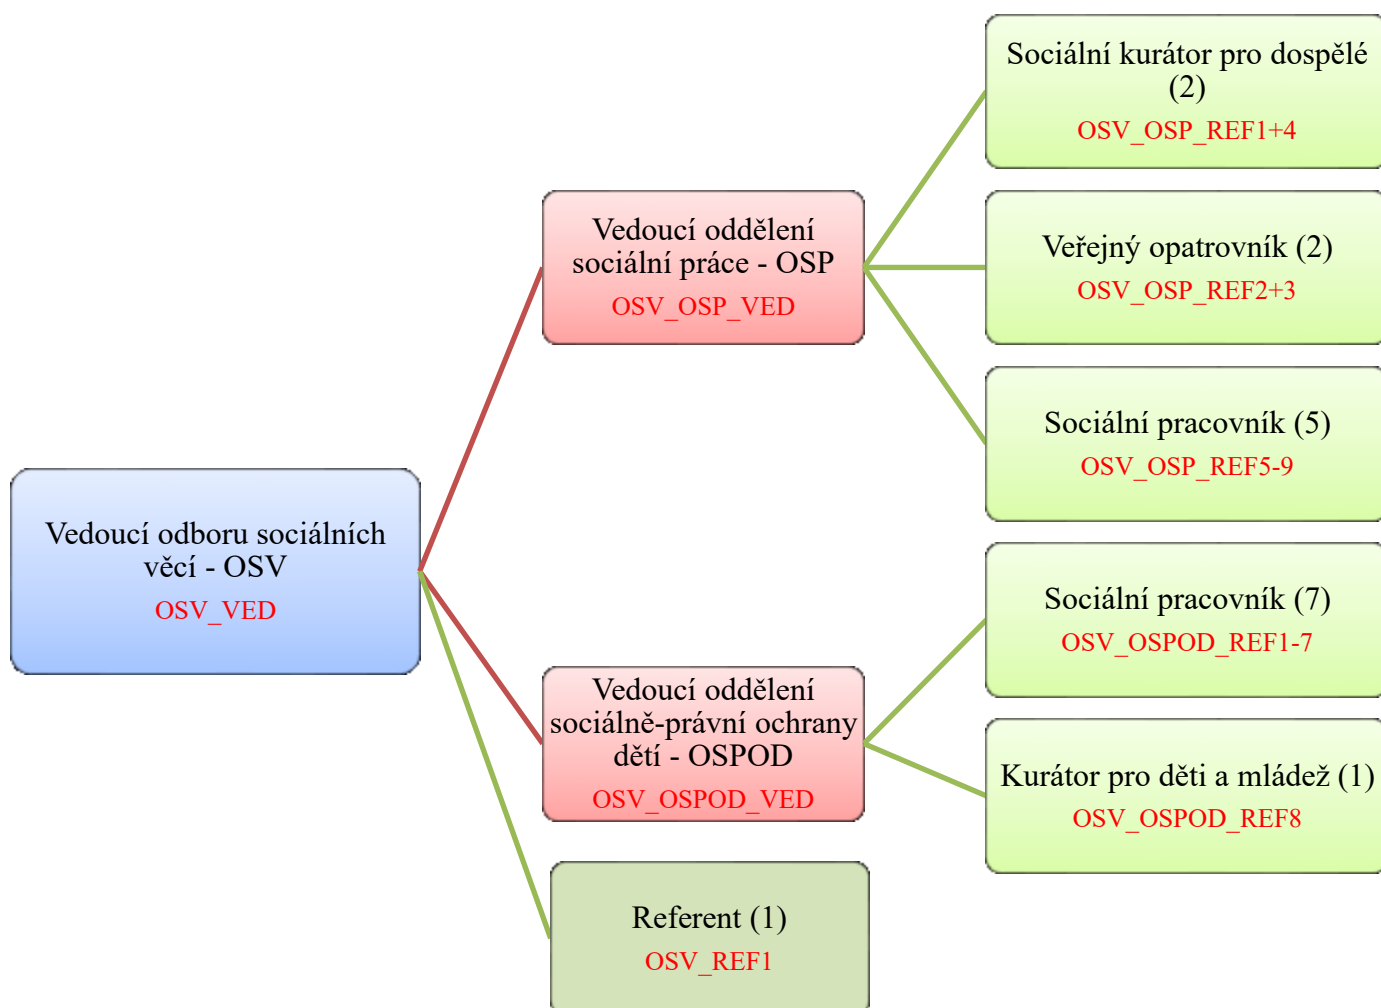 Sociální kurátor pro dospělé
(2)
OSV_OSP_REF1+4
Vedoucí oddělení
sociální práce - OSP
OSV_OSP_VED
Veřejný opatrovník (2)
OSV_OSP_REF2+3
Sociální pracovník (5)
OSV_OSP_REF5-9
Vedoucí odboru sociálních
věcí - OSV
OSV_VED
Sociální pracovník (7)
OSV_OSPOD_REF1-7
Vedoucí oddělení
sociálně-právní ochrany
dětí - OSPOD
OSV_OSPOD_VED
Kurátor pro děti a mládež (1)
OSV_OSPOD_REF8
Referent (1)
OSV_REF1